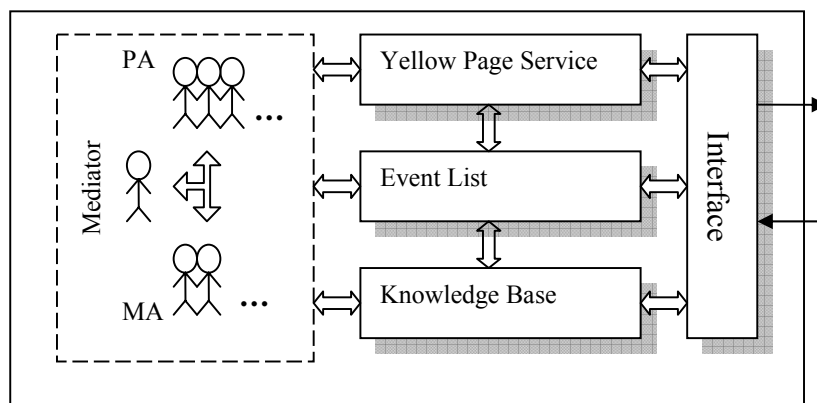 PA
Yellow Page Service
...
Mediator
Event List
Interface
Knowledge Base
MA
...